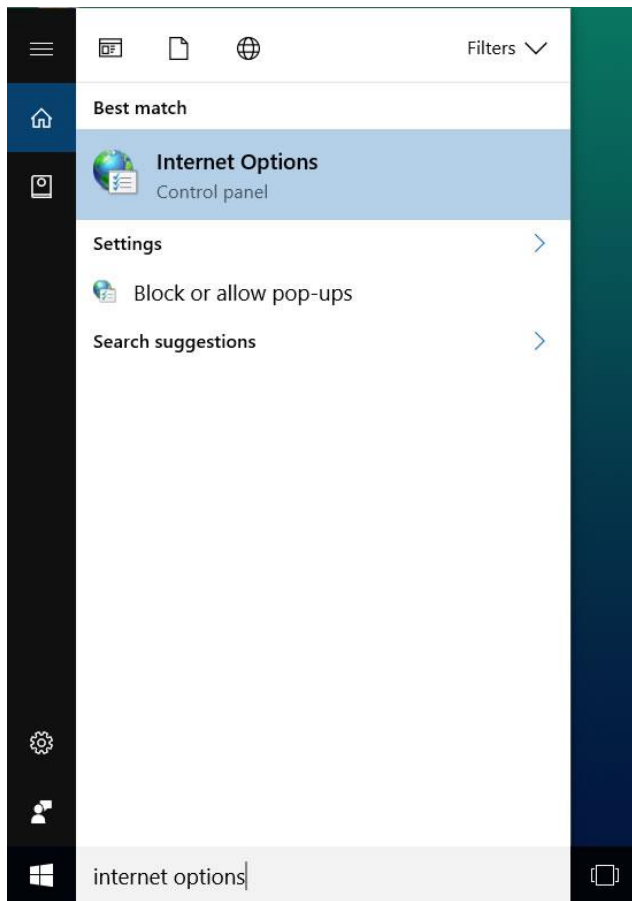 Filters
Best match
Internet Options
Control panel
Settings
Block or allow pop-ups
Search suggestions
internet options